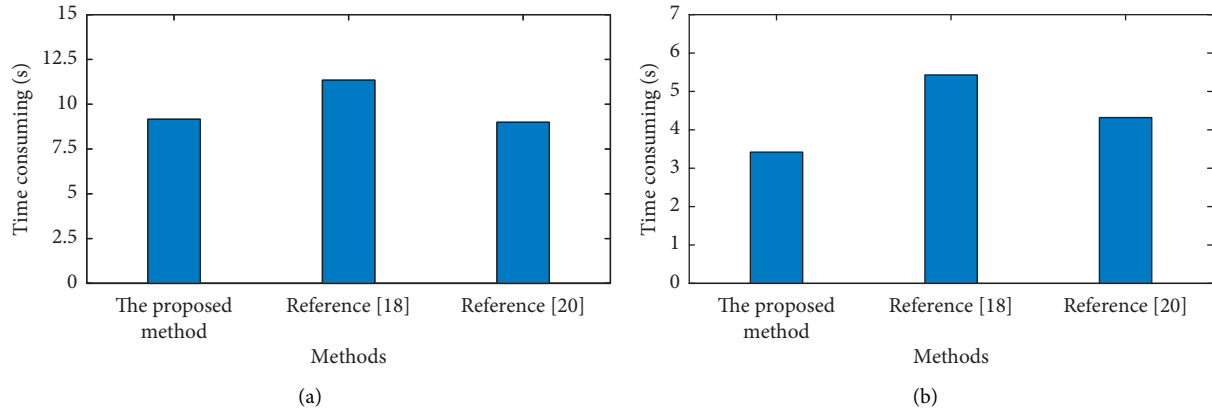 Time consuming (s)
15
12.5
10
7.5
5
2.5
0
The proposed
method
Reference [18]
Reference [20]
Methods
(a)
Time consuming (s)
7
6
5
4
3
2
1
0
The proposed
method
Reference [18]
Reference [20]
Methods
(b)